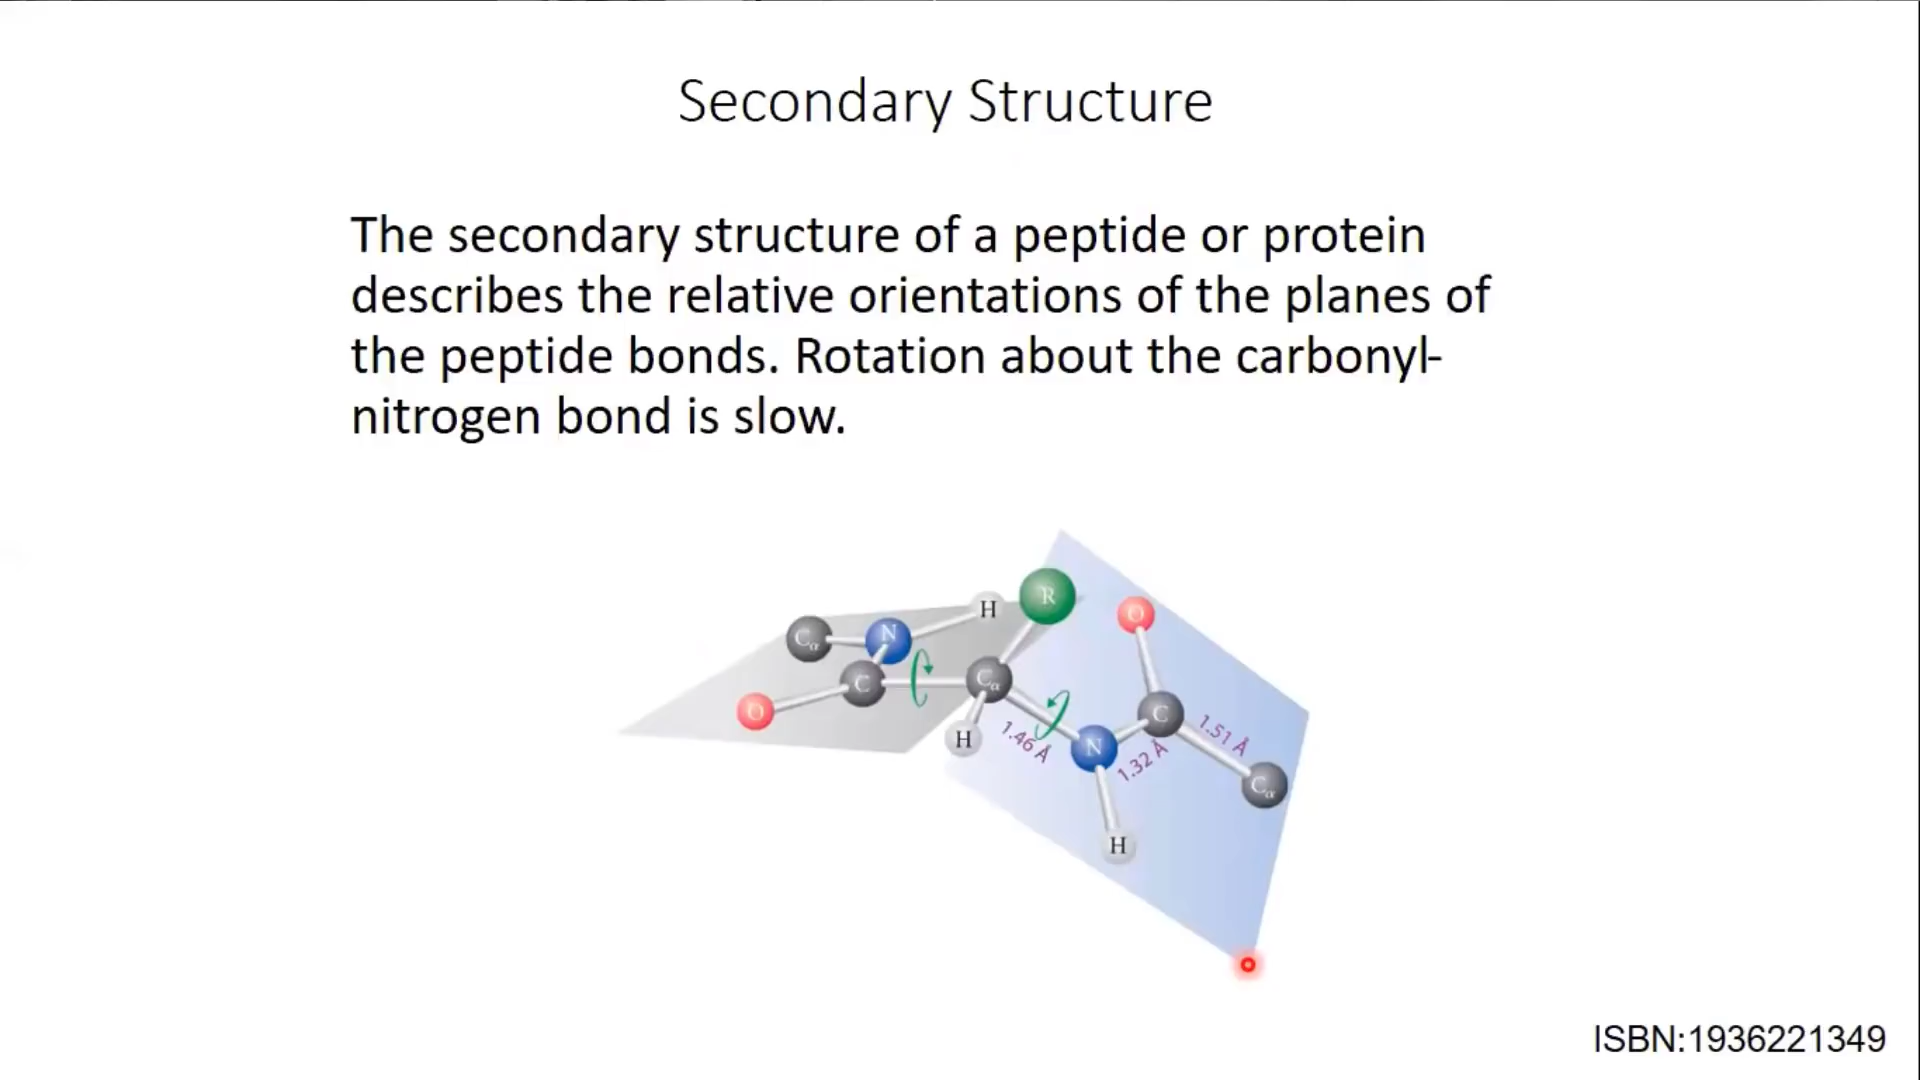 Secondary Structure
The secondary structure of a peptide or protein
describes the relative orientations of the planes of
the peptide bonds. Rotation about the carbonyl-
nitrogen bond is slow.
H
R
O
Cα
N
C
Cα
O
H
1.46 Å
N
1.32 Å
C
1.51 Å
Cα
H
ISBN:1936221349